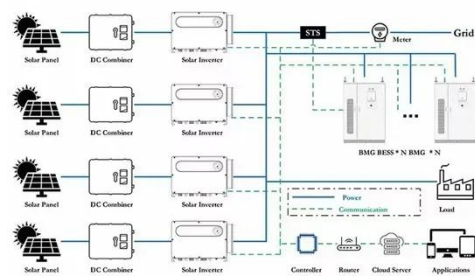 STS
Meter
Grid
Solar Panel
DC Combiner
Solar Inverter
Solar Panel
DC Combiner
Solar Inverter
BMG BESS * N BMG * N
Solar Panel
DC Combiner
Solar Inverter
Power
Communication
Load
Solar Panel
DC Combiner
Solar Inverter
Controller
Router
Cloud Server
Applications